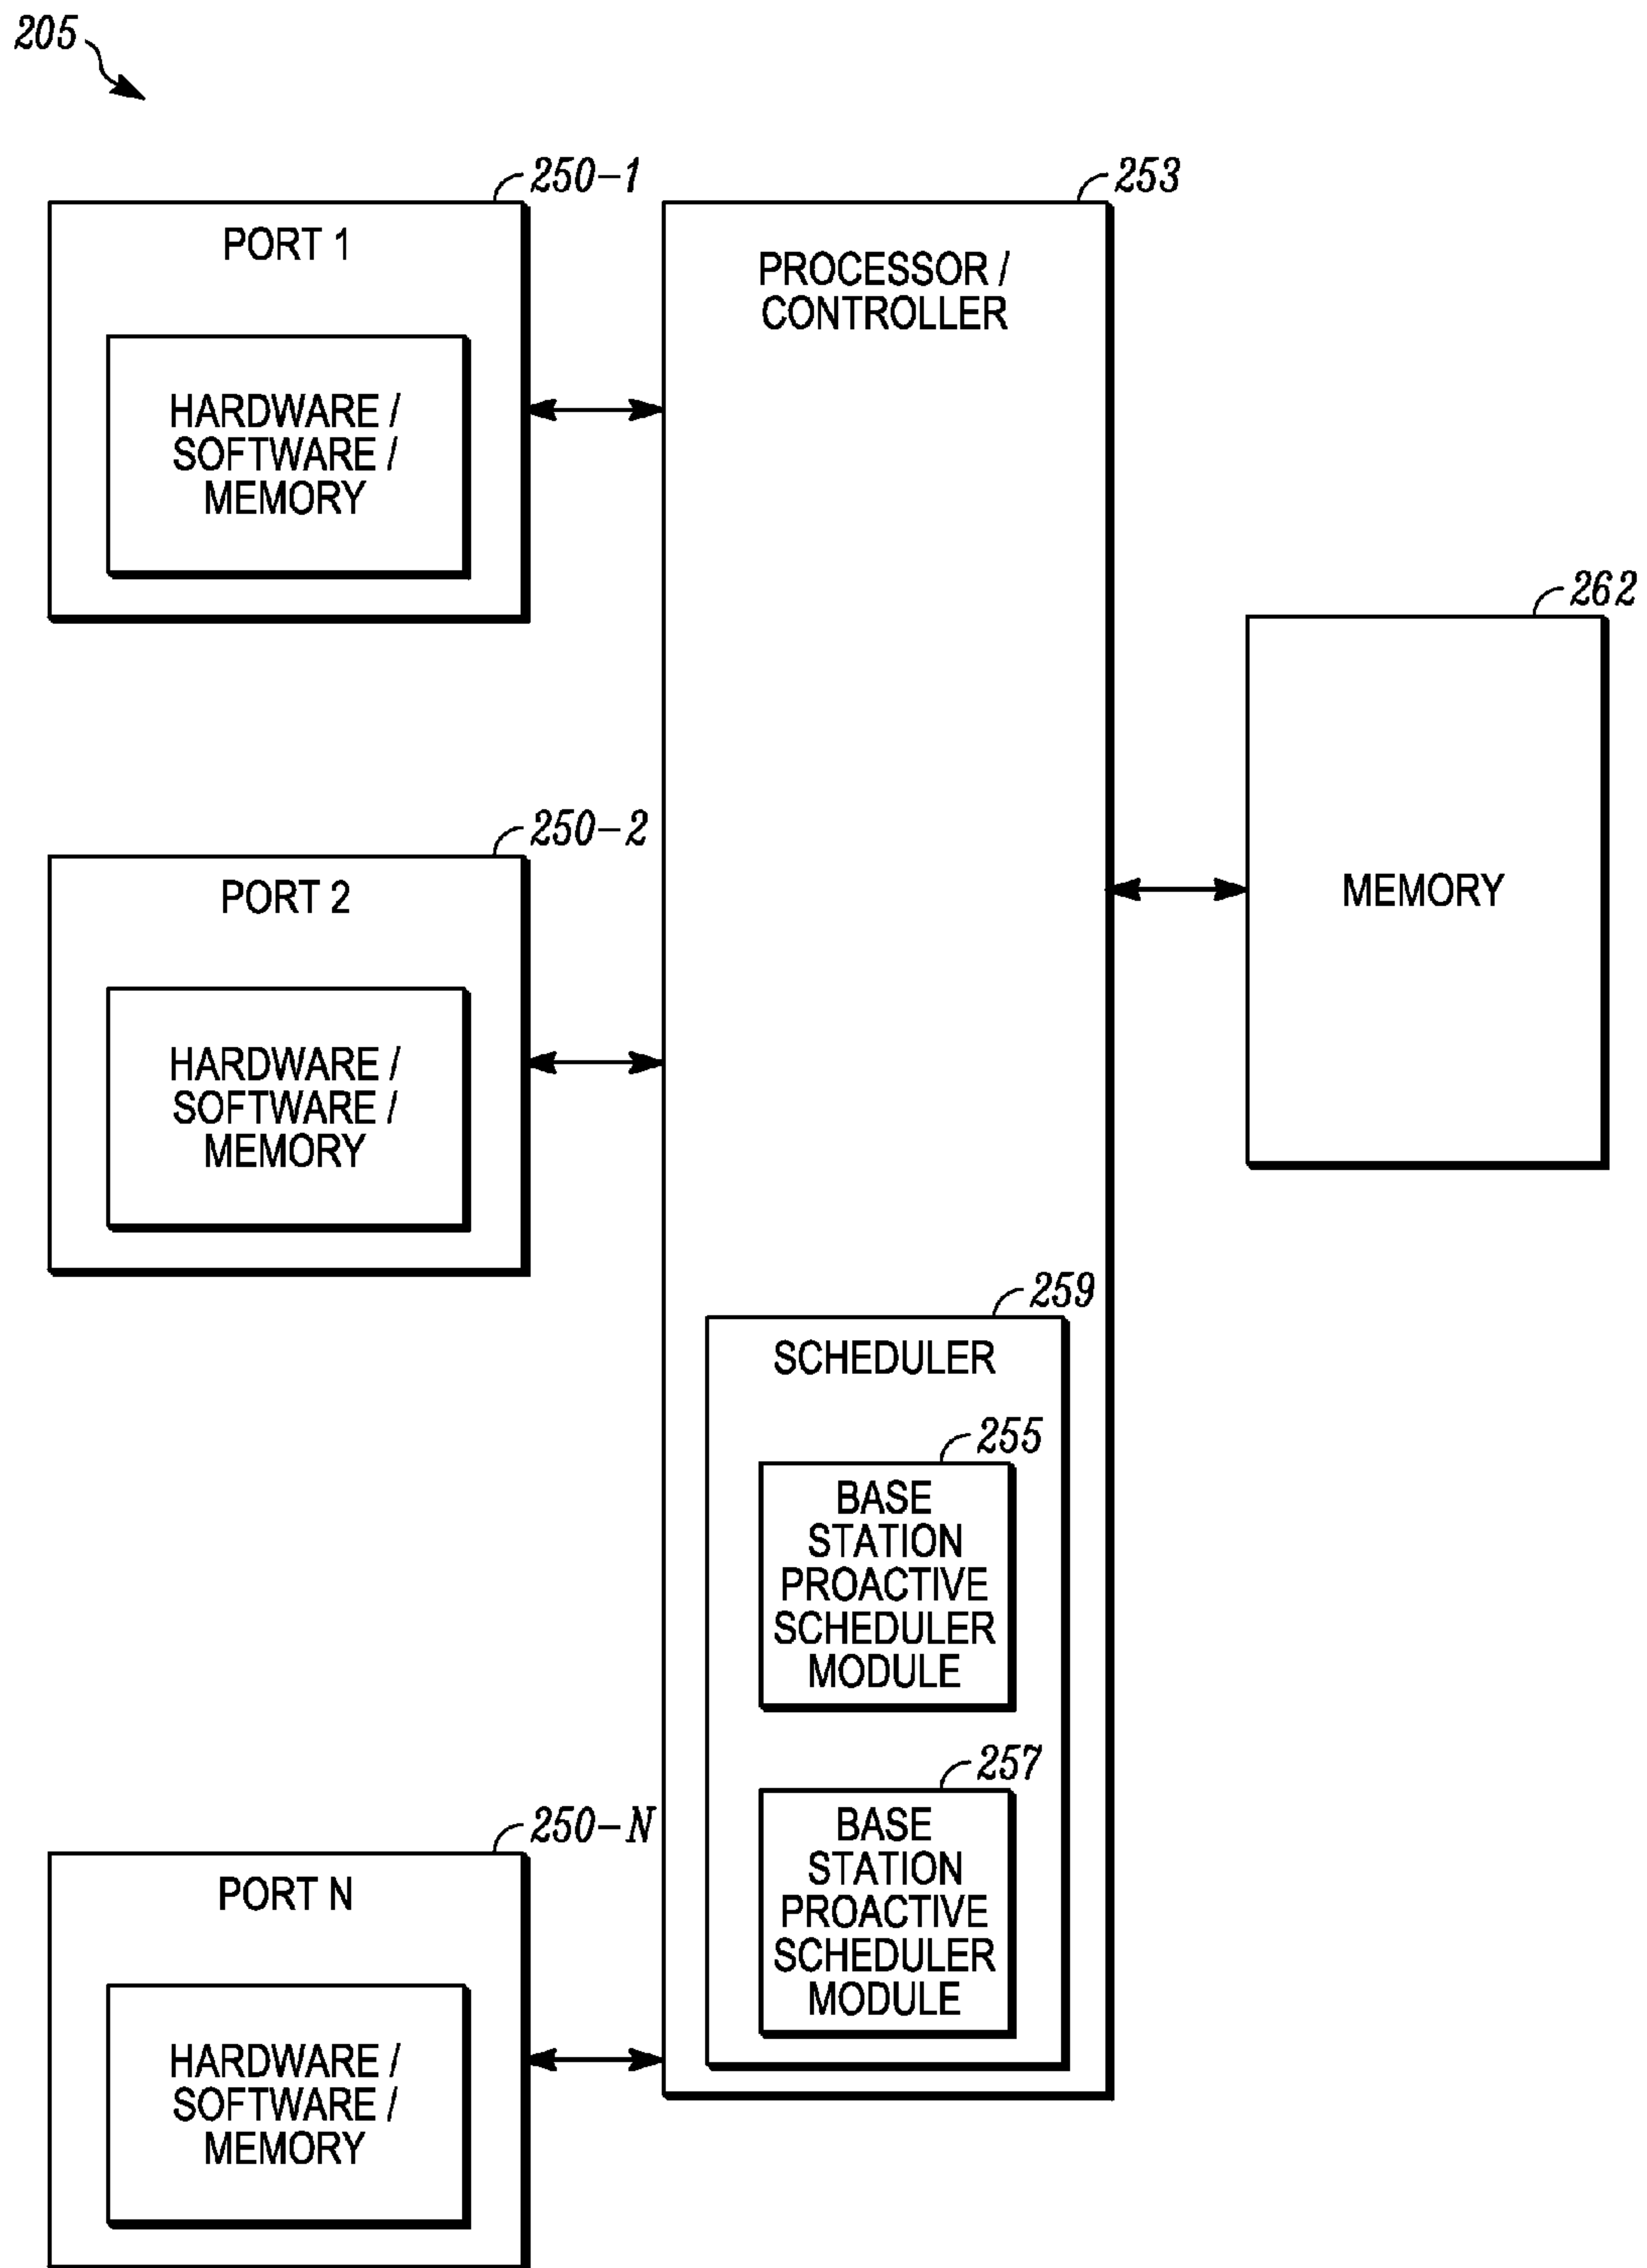 205
250-1
PORT 1
HARDWARE /
SOFTWARE /
MEMORY
250-2
PORT 2
HARDWARE /
SOFTWARE /
MEMORY
250-N
PORT N
HARDWARE /
SOFTWARE /
MEMORY
253
PROCESSOR /
CONTROLLER
259
SCHEDULER
255
BASE
STATION
PROACTIVE
SCHEDULER
MODULE
257
BASE
STATION
PROACTIVE
SCHEDULER
MODULE
262
MEMORY